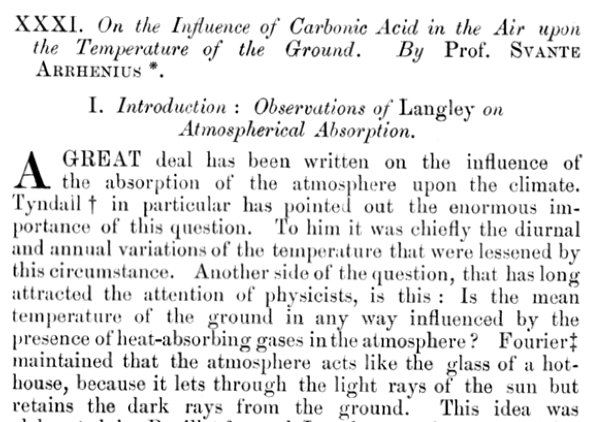 XXXI. On the Influence of Carbonic Acid in the Air upon
the Temperature of the Ground. By Prof. SVANTE
ARRHENIUS *.
I. Introduction : Observations of Langley on
Atmospherical Absorption.
A GREAT deal has been written on the influence of
the absorption of the atmosphere upon the climate.
Tyndall † in particular has pointed out the enormous im-
portance of this question. To him it was chiefly the diurnal
and annual variations of the temperature that were lessened by
this circumstance. Another side of the question, that has long
attracted the attention of physicists, is this : Is the mean
temperature of the ground in any way influenced by the
presence of heat-absorbing gases in the atmosphere ? Fourier‡
maintained that the atmosphere acts like the glass of a hot-
house, because it lets through the light rays of the sun but
retains the dark rays from the ground. This idea was